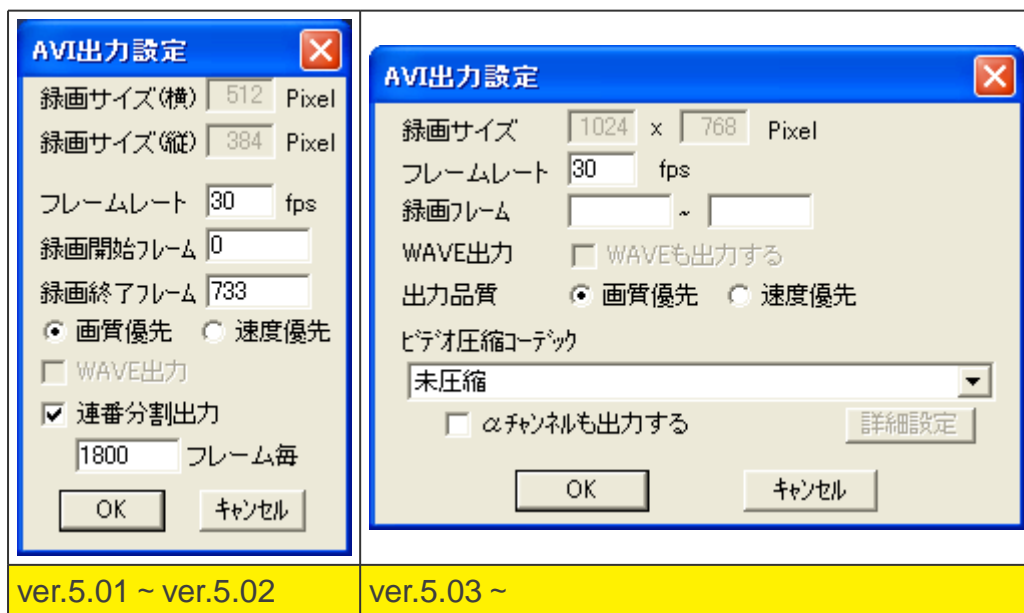 AVI出力設定
録画サイズ(横) 512 Pixel
録画サイズ(縦) 384 Pixel
フレームレート 30 fps
録画開始フレーム 0
録画終了フレーム 733
画質優先 速度優先
WAVE出力
連番分割出力
1800 フレーム毎
OK キャンセル
ver.5.01 ~ ver.5.02
AVI出力設定
録画サイズ 1024 x 768 Pixel
フレームレート 30 fps
録画フレーム ~
WAVE出力 WAVEも出力する
出力品質 画質優先 速度優先
ビデオ圧縮コーデック
未圧縮
αチャンネルも出力する 詳細設定
OK キャンセル
ver.5.03 ~